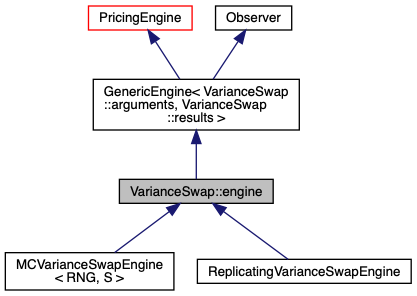 PricingEngine
Observer
GenericEngine< VarianceSwap
::arguments, VarianceSwap
::results >
VarianceSwap::engine
MCVarianceSwapEngine
< RNG, S >
ReplicatingVarianceSwapEngine